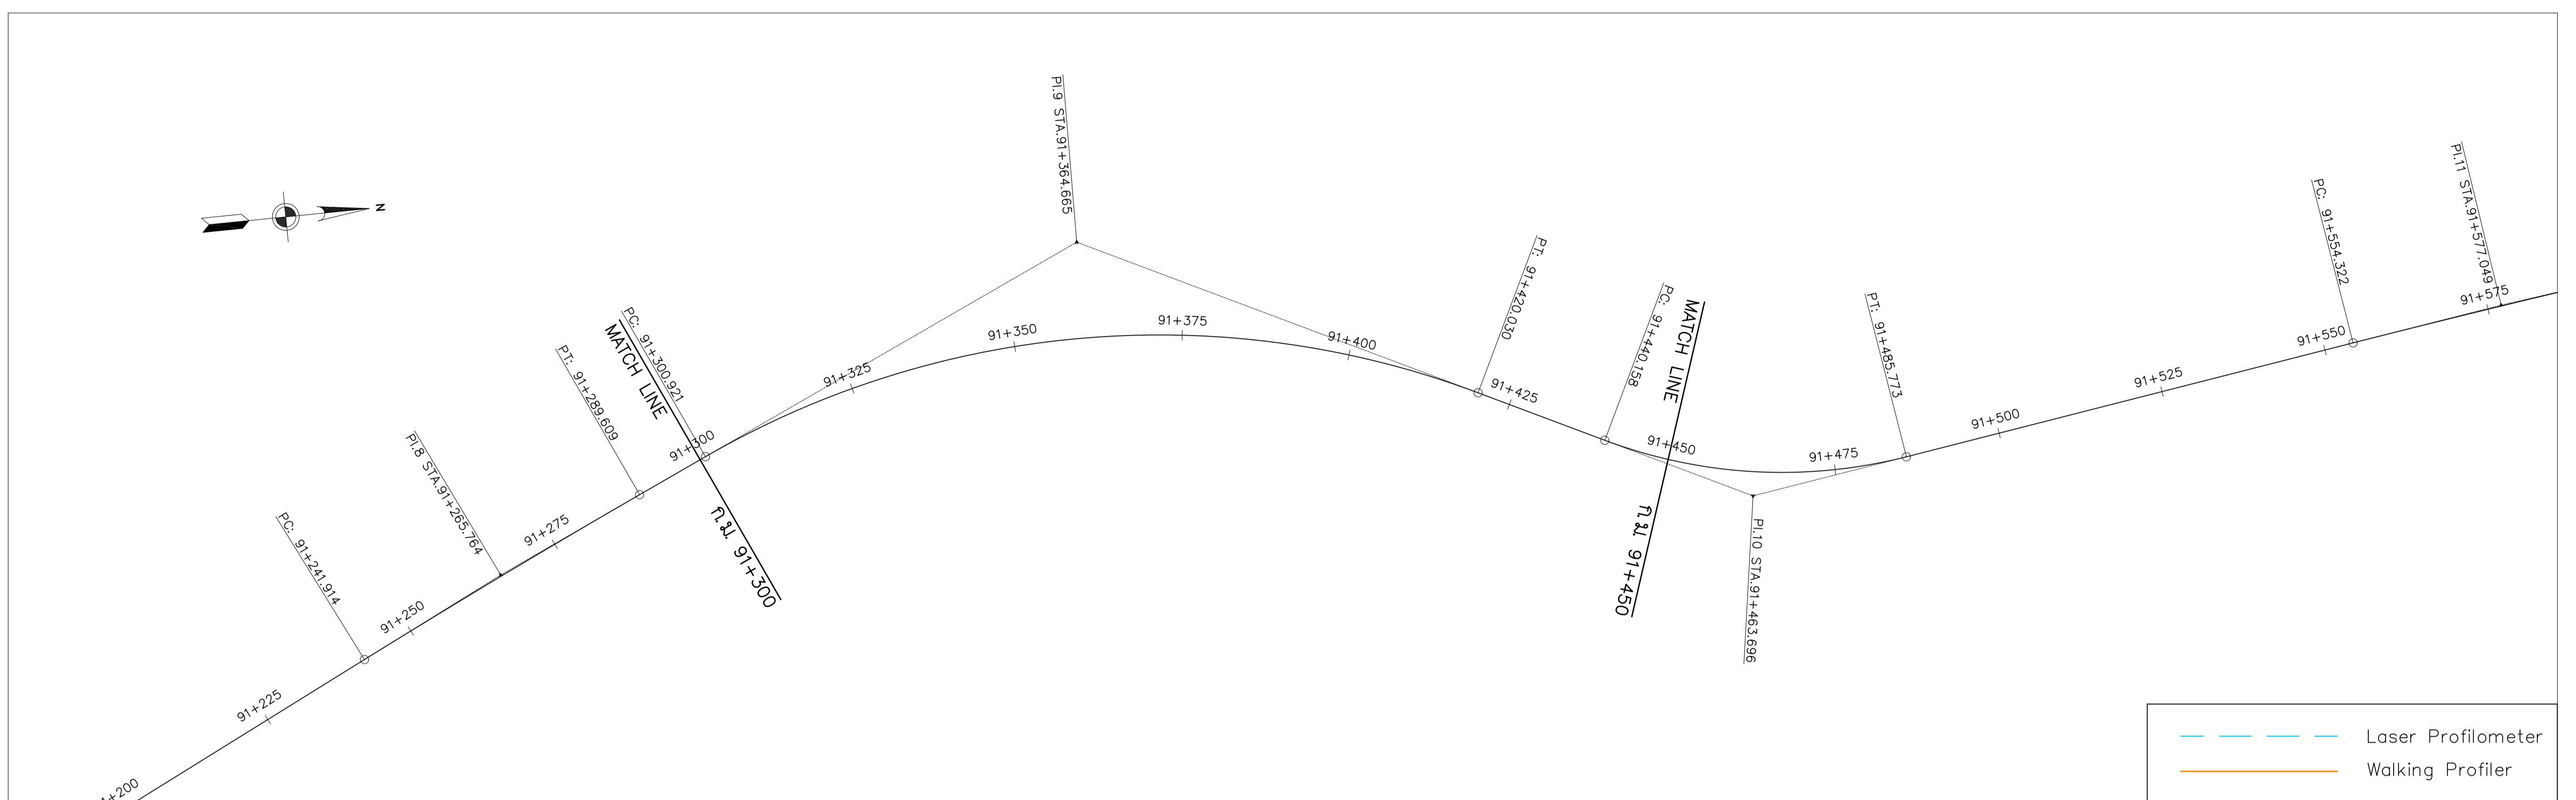 N
PI.9 STA.91+364.665
PI.11 STA.91+577.049
PC: 91+554.322
PT: 91+420.030
PC: 91+440.158
MATCH LINE
PT: 91+485.773
91+575
91+550
91+525
91+500
91+475
91+450
91+425
91+400
91+375
91+350
91+325
PC: 91+300.921
MATCH LINE
91+300
PT: 91+289.609
PI.8 STA.91+265.764
PC: 91+241.914
91+275
91+250
91+225
+200
ก.ม. 91+300
ก.ม 91+450
PI.10 STA.91+463.696
Laser Profilometer
Walking Profiler